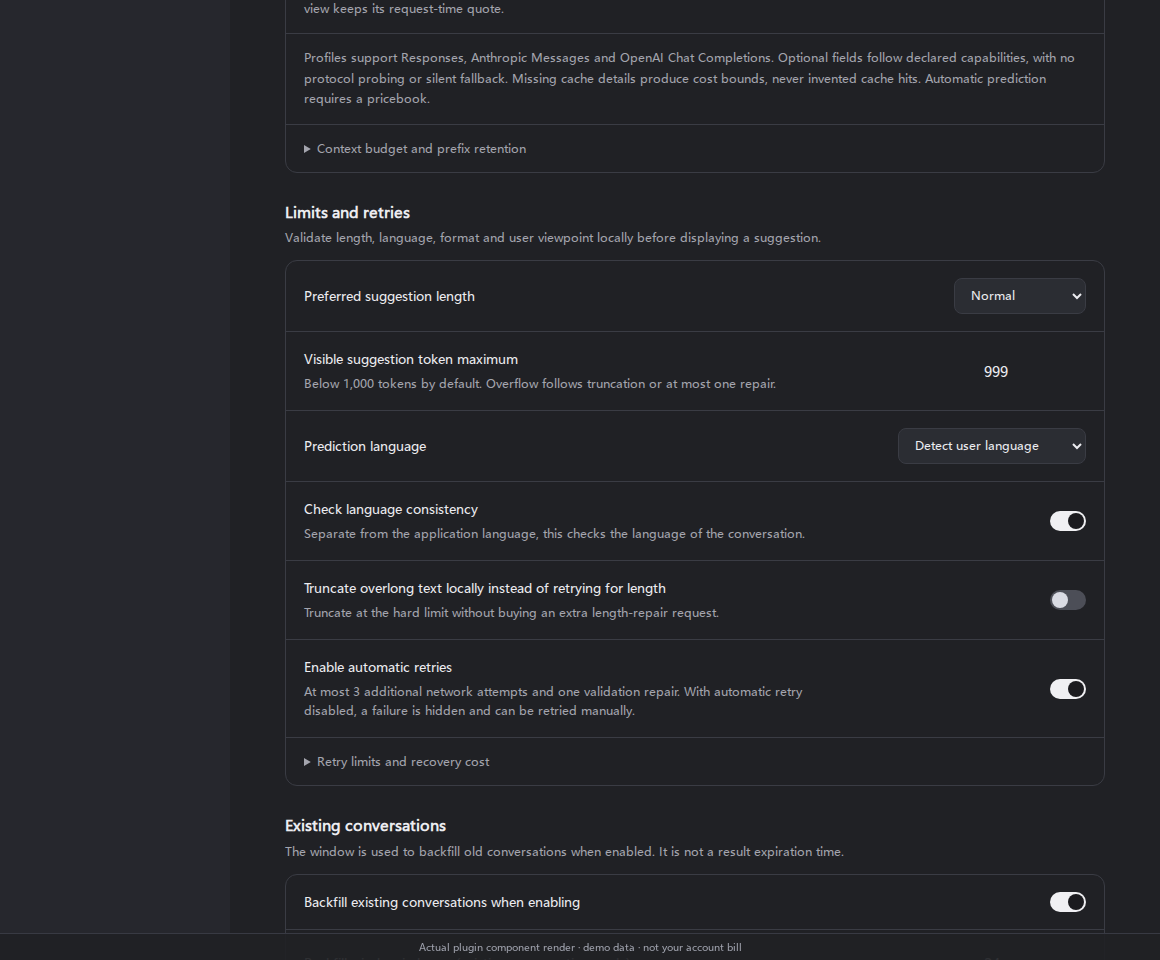 view keeps its request-time quote.
Profiles support Responses, Anthropic Messages and OpenAI Chat Completions. Optional fields follow declared capabilities, with no
protocol probing or silent fallback. Missing cache details produce cost bounds, never invented cache hits. Automatic prediction
requires a pricebook.
Context budget and prefix retention
Limits and retries
Validate length, language, format and user viewpoint locally before displaying a suggestion.
Preferred suggestion length
Normal
Visible suggestion token maximum
Below 1,000 tokens by default. Overflow follows truncation or at most one repair.
999
Prediction language
Detect user language
Check language consistency
Separate from the application language, this checks the language of the conversation.
Truncate overlong text locally instead of retrying for length
Truncate at the hard limit without buying an extra length-repair request.
Enable automatic retries
At most 3 additional network attempts and one validation repair. With automatic retry
disabled, a failure is hidden and can be retried manually.
Retry limits and recovery cost
Existing conversations
The window is used to backfill old conversations when enabled. It is not a result expiration time.
Backfill existing conversations when enabling
Actual plugin component render · demo data · not your account bill